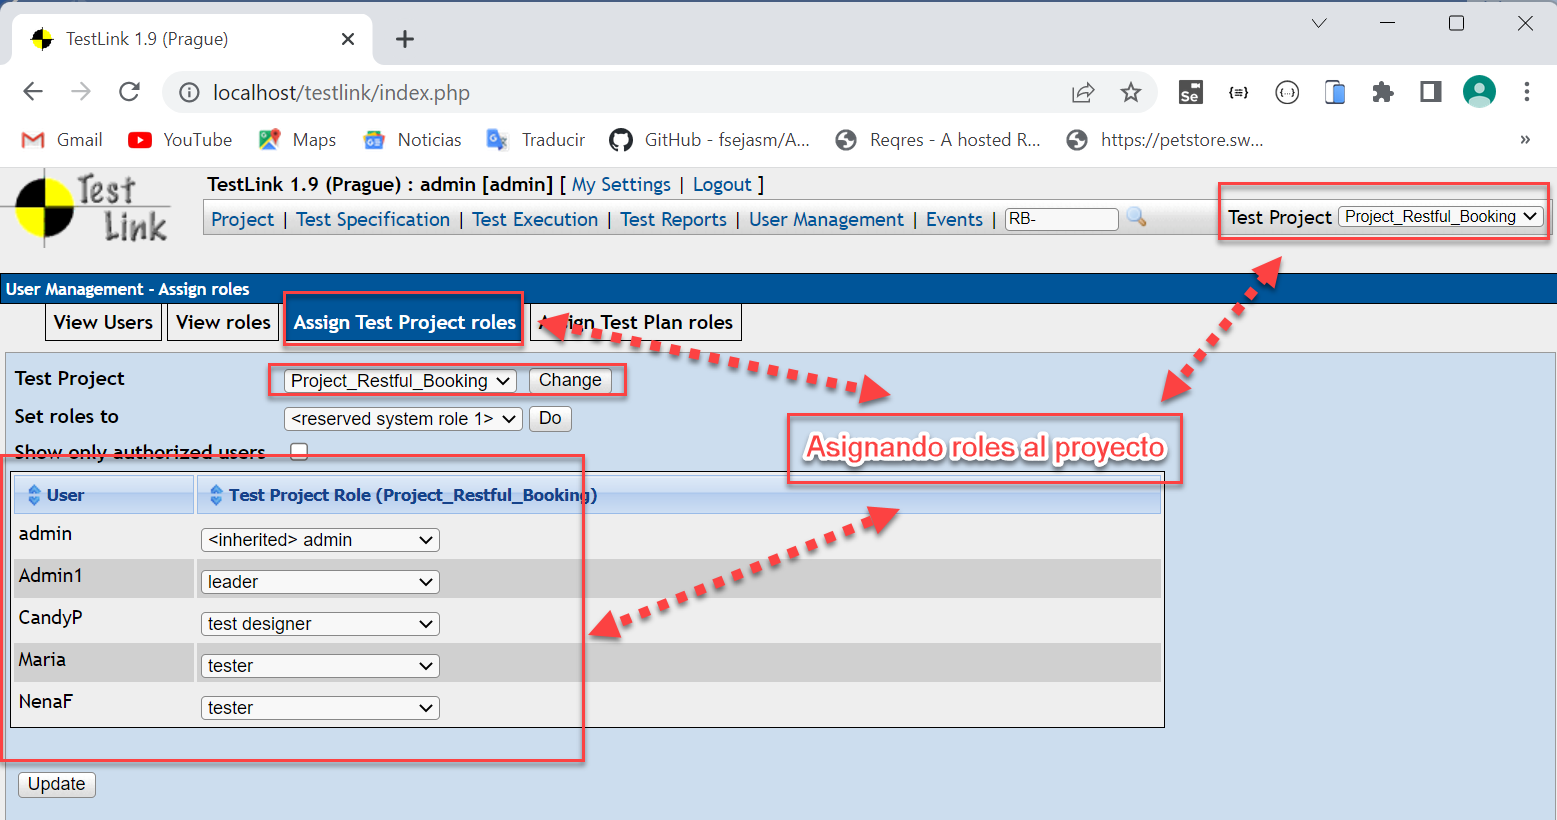 TestLink 1.9 (Prague)
localhost/testlink/index.php
Se
Gmail YouTube Maps Noticias Traducir GitHub - fsejasm/A... Reqres - A hosted R... https://petstore.sw... »
Test Link
TestLink 1.9 (Prague) : admin [admin] [ My Settings | Logout ]
Project | Test Specification | Test Execution | Test Reports | User Management | Events | RB- Test Project Project_Restful_Booking
User Management - Assign roles
View Users View roles Assign Test Project roles Assign Test Plan roles
Test Project Project_Restful_Booking Change
Set roles to <reserved system role 1> Do
Show only authorized users
Asignando roles al proyecto
User Test Project Role (Project_Restful_Booking)
admin <inherited> admin
Admin1 leader
CandyP test designer
Maria tester
NenaF tester
Update